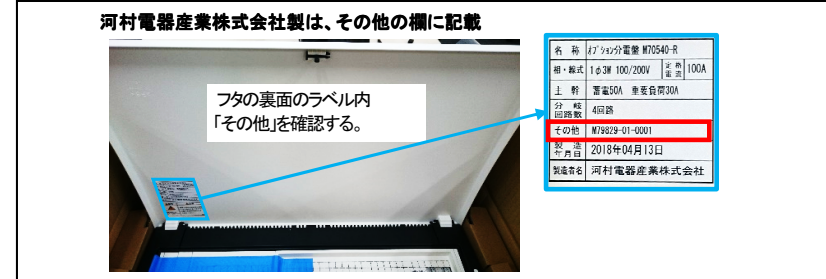 河村電器産業株式会社製は、その他の欄に記載
フタの裏面のラベル内
「その他」を確認する。
名 称 オプション分電盤 M70540-R
相・線式 1φ3W 100/200V 定格電流 100A
主 幹 蓄電50A 重要負荷30A
分 岐 回路数 4回路
その他 M79829-01-0001
製 造 年月日 2018年04月13日
製造者名 河村電器産業株式会社